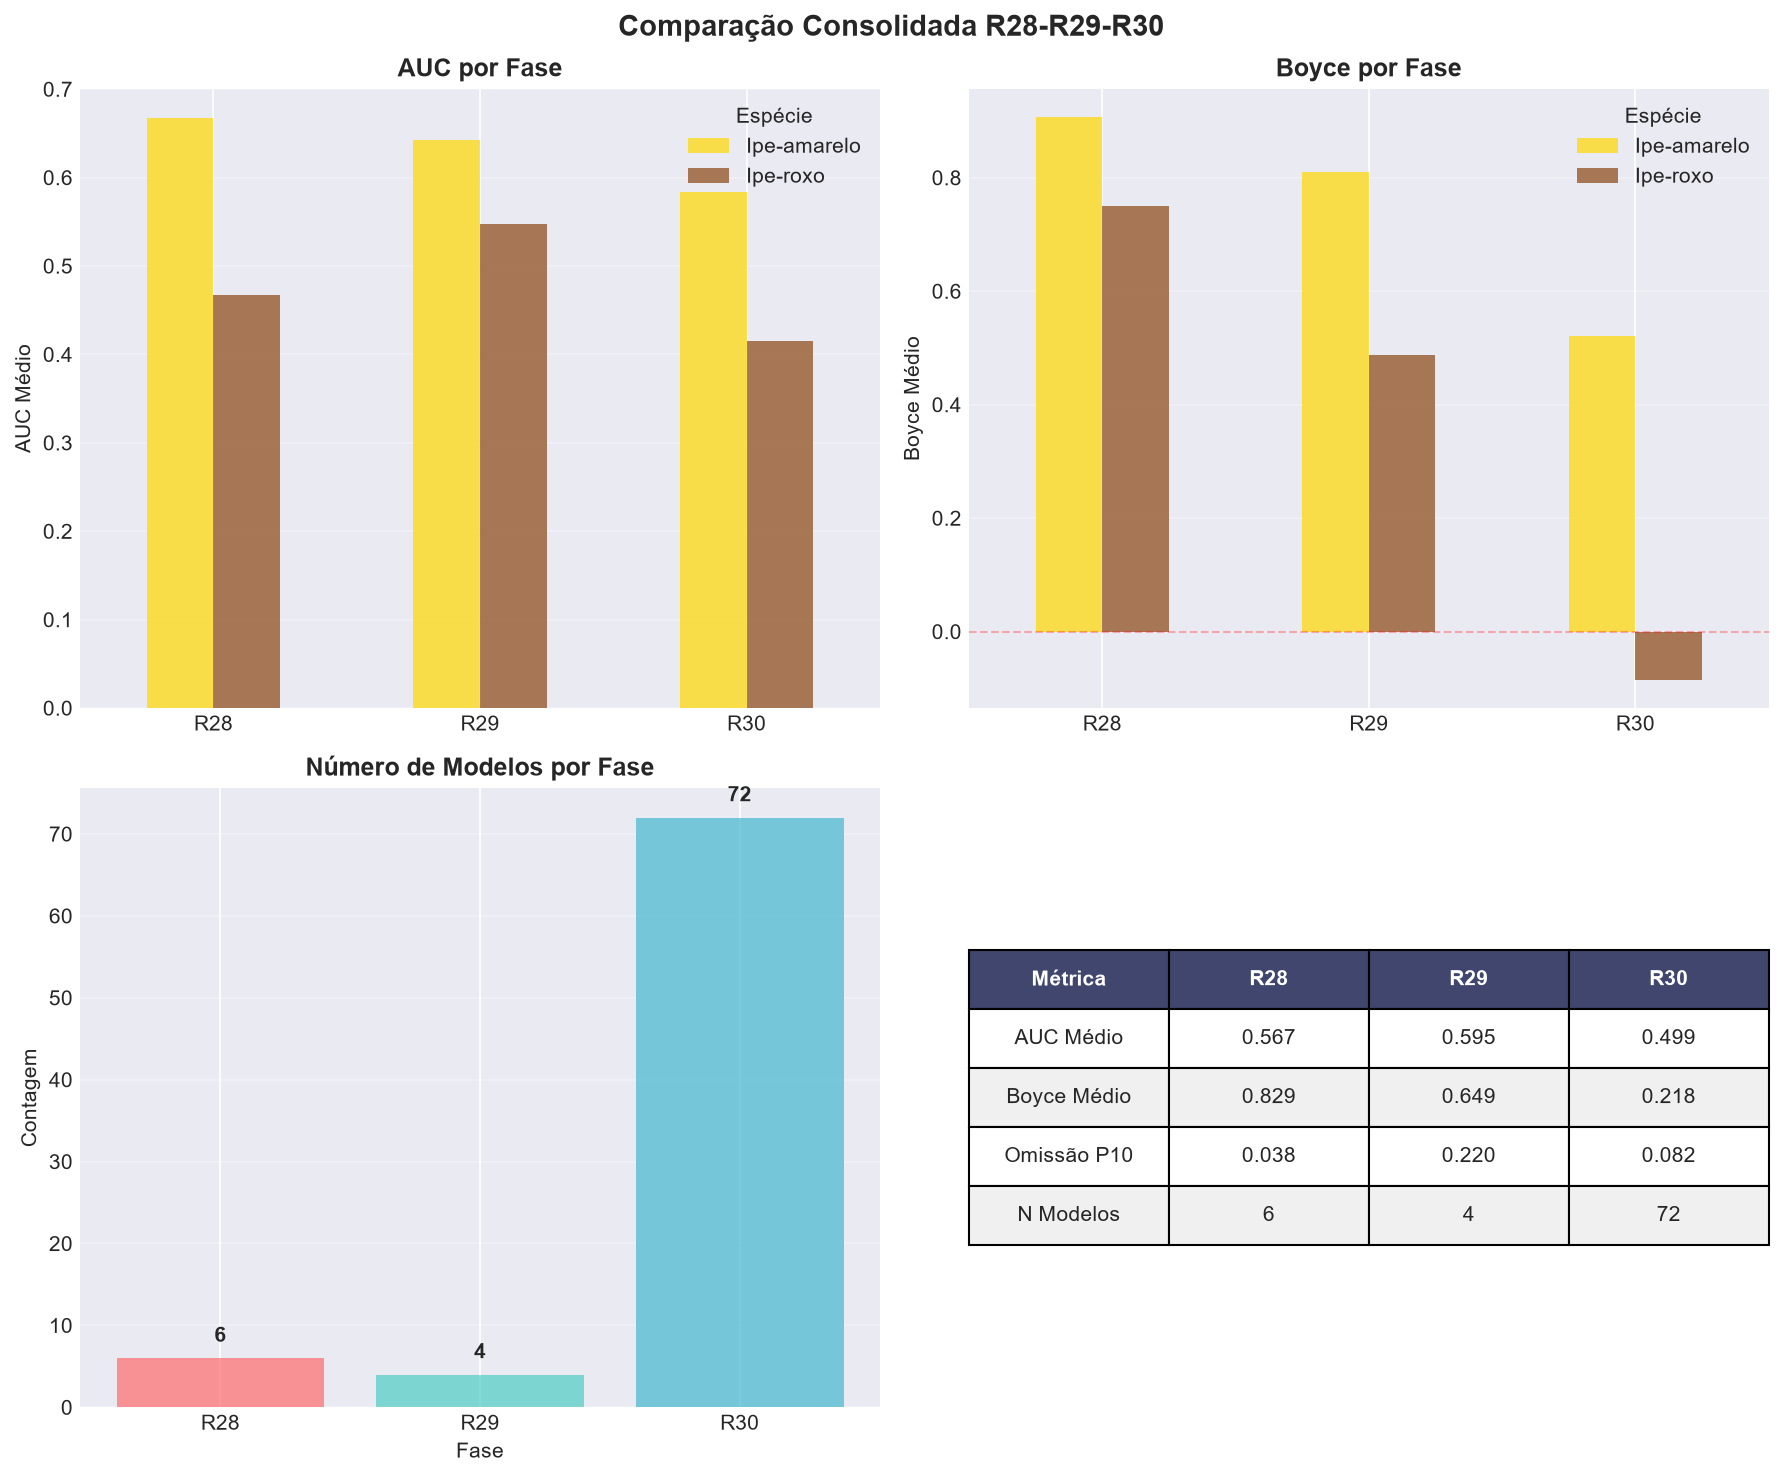 Comparação Consolidada R28-R29-R30
AUC por Fase
0.7
0.6
0.5
0.4
0.3
0.2
0.1
0.0
AUC Médio
Espécie
Ipe-amarelo
Ipe-roxo
R28 R29 R30
Boyce por Fase
0.8
0.6
0.4
0.2
0.0
Boyce Médio
Espécie
Ipe-amarelo
Ipe-roxo
R28 R29 R30
Número de Modelos por Fase
70
60
50
40
30
20
10
0
Contagem
6
4
72
R28 R29 R30
Fase
Métrica R28 R29 R30
AUC Médio 0.567 0.595 0.499
Boyce Médio 0.829 0.649 0.218
Omissão P10 0.038 0.220 0.082
N Modelos 6 4 72